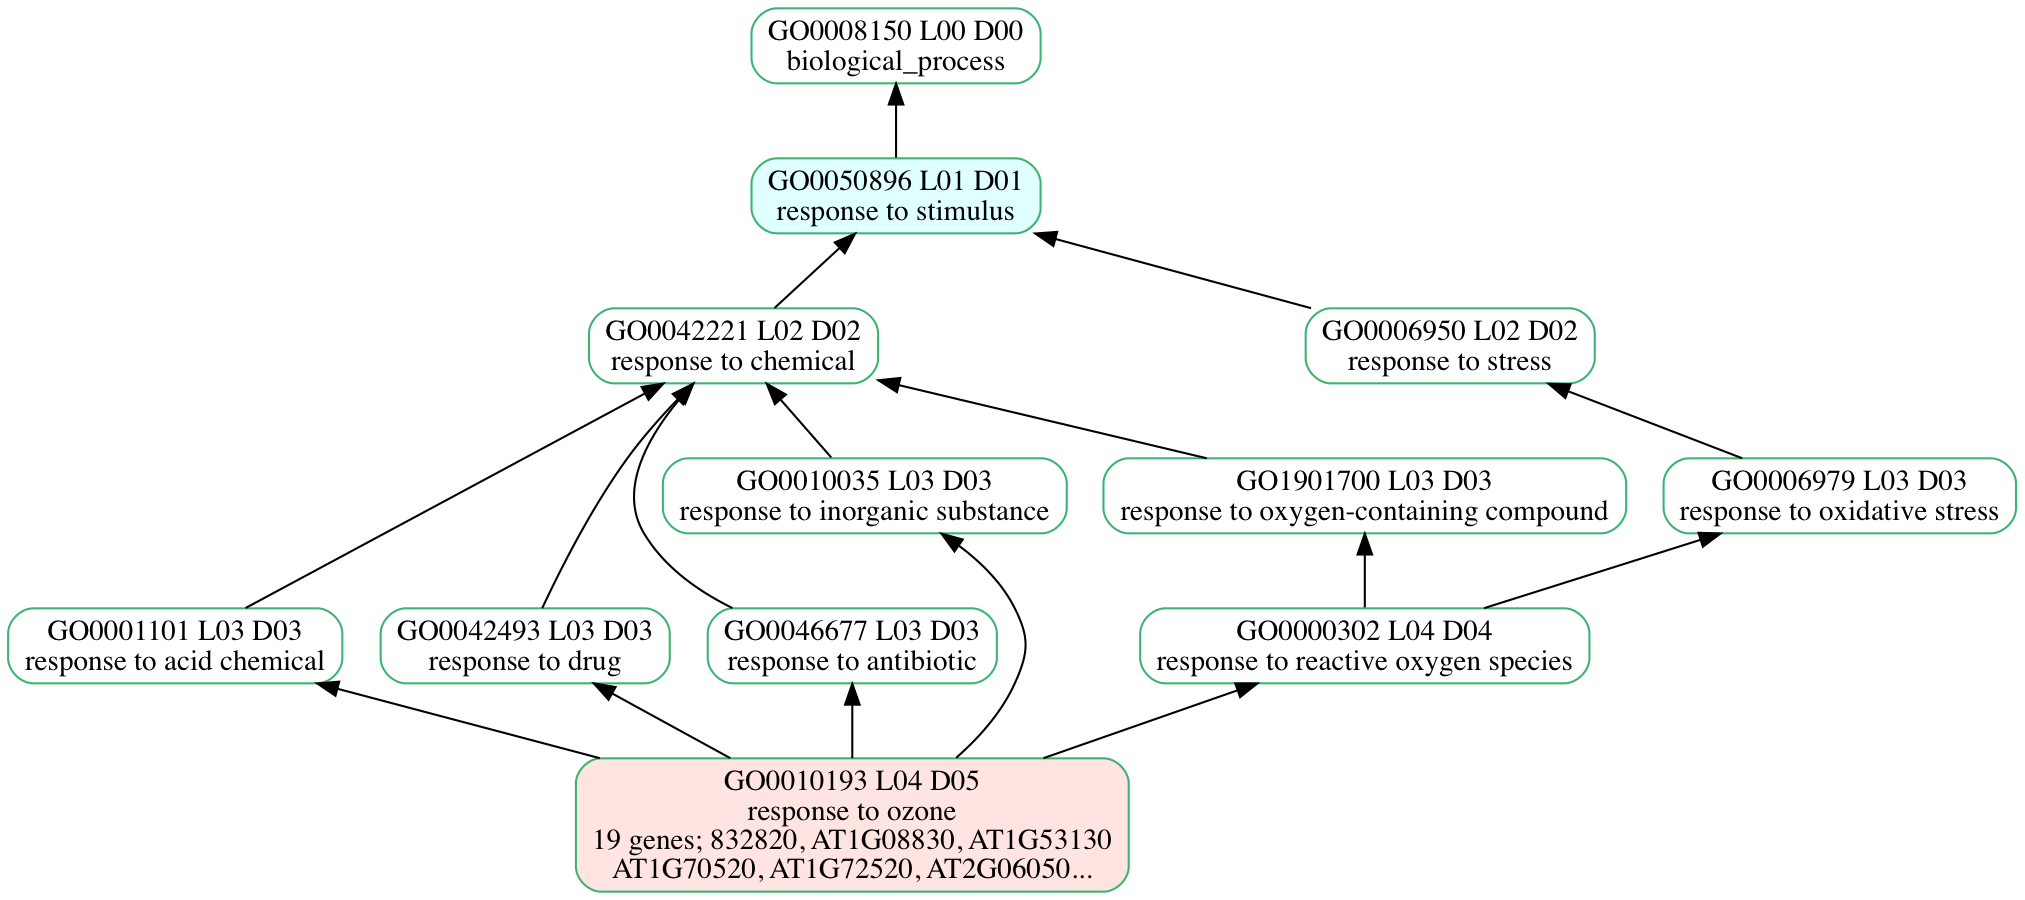 GO0008150 L00 D00
biological_process
GO0050896 L01 D01
response to stimulus
GO0042221 L02 D02
response to chemical
GO0006950 L02 D02
response to stress
GO0010035 L03 D03
response to inorganic substance
GO1901700 L03 D03
response to oxygen-containing compound
GO0006979 L03 D03
response to oxidative stress
GO0001101 L03 D03
response to acid chemical
GO0042493 L03 D03
response to drug
GO0046677 L03 D03
response to antibiotic
GO0000302 L04 D04
response to reactive oxygen species
GO0010193 L04 D05
response to ozone
19 genes; 832820, AT1G08830, AT1G53130
AT1G70520, AT1G72520, AT2G06050...